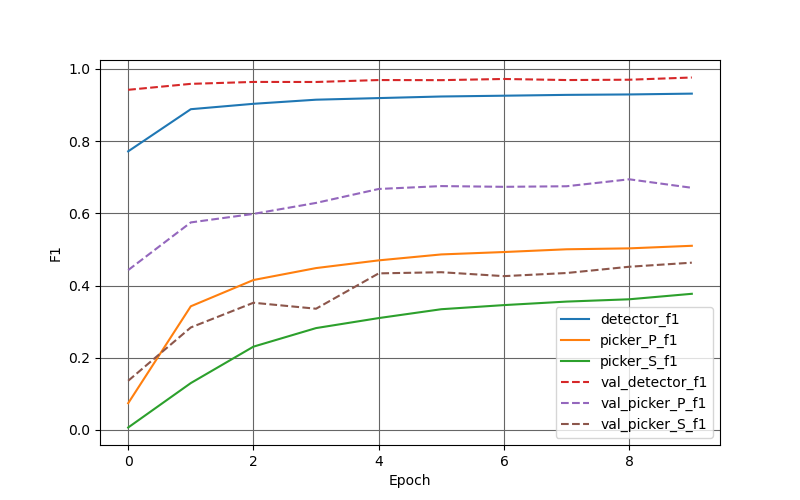 1.0
0.8
0.6
0.4
0.2
0.0
F1
0
2
4
6
8
Epoch
detector_f1
picker_P_f1
picker_S_f1
val_detector_f1
val_picker_P_f1
val_picker_S_f1